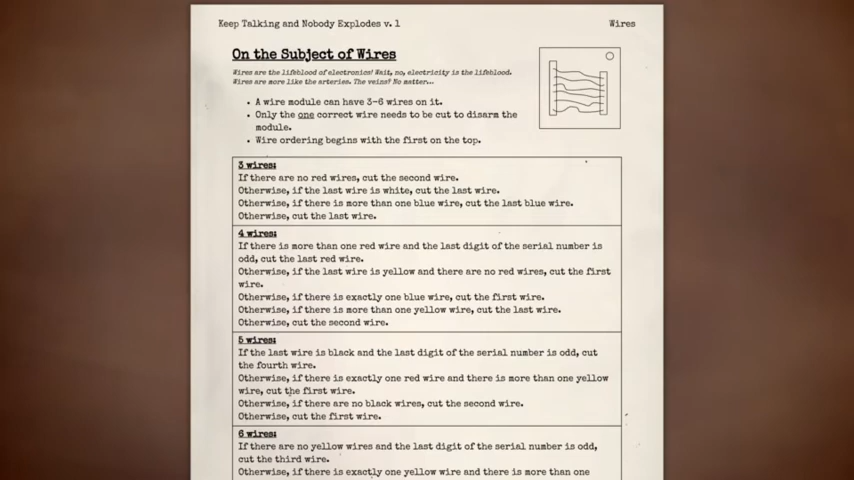 Keep Talking and Nobody Explodes v. 1
Wires
On the Subject of Wires
Wires are the lifeblood of electronics! Wait, no, electricity is the lifeblood.
Wires are more like the arteries. The veins? No matter…
• A wire module can have 3-6 wires on it.
• Only the one correct wire needs to be cut to disarm the
module.
• Wire ordering begins with the first on the top.
3 wires:
If there are no red wires, cut the second wire.
Otherwise, if the last wire is white, cut the last wire.
Otherwise, if there is more than one blue wire, cut the last blue wire.
Otherwise, cut the last wire.
4 wires:
If there is more than one red wire and the last digit of the serial number is
odd, cut the last red wire.
Otherwise, if the last wire is yellow and there are no red wires, cut the first
wire.
Otherwise, if there is exactly one blue wire, cut the first wire.
Otherwise, if there is more than one yellow wire, cut the last wire.
Otherwise, cut the second wire.
5 wires:
If the last wire is black and the last digit of the serial number is odd, cut
the fourth wire.
Otherwise, if there is exactly one red wire and there is more than one yellow
wire, cut the first wire.
Otherwise, if there are no black wires, cut the second wire.
Otherwise, cut the first wire.
6 wires:
If there are no yellow wires and the last digit of the serial number is odd,
cut the third wire.
Otherwise, if there is exactly one yellow wire and there is more than one